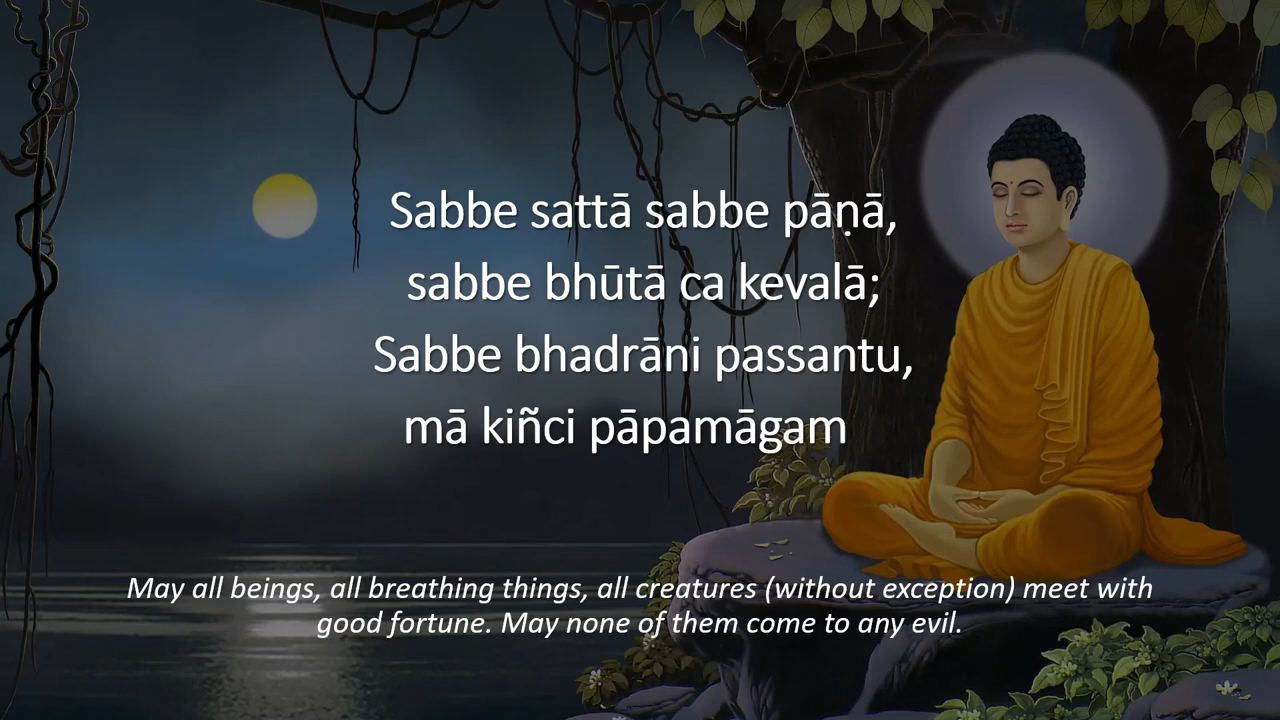 Sabbe sattā sabbe pāṇā,
sabbe bhūtā ca kevalā;
Sabbe bhadrāni passantu,
mā kiñci pāpamāgam
May all beings, all breathing things, all creatures (without exception) meet with
good fortune. May none of them come to any evil.